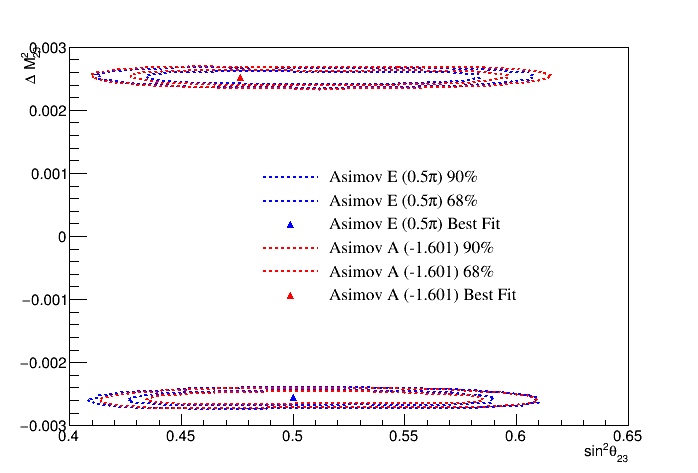 0.003
Δ M²₂₃
0.002
0.001
0
−0.001
−0.002
−0.003
Asimov E (0.5π) 90%
Asimov E (0.5π) 68%
Asimov E (0.5π) Best Fit
Asimov A (-1.601) 90%
Asimov A (-1.601) 68%
Asimov A (-1.601) Best Fit
0.4 0.45 0.5 0.55 0.6 0.65
sin²θ₂₃